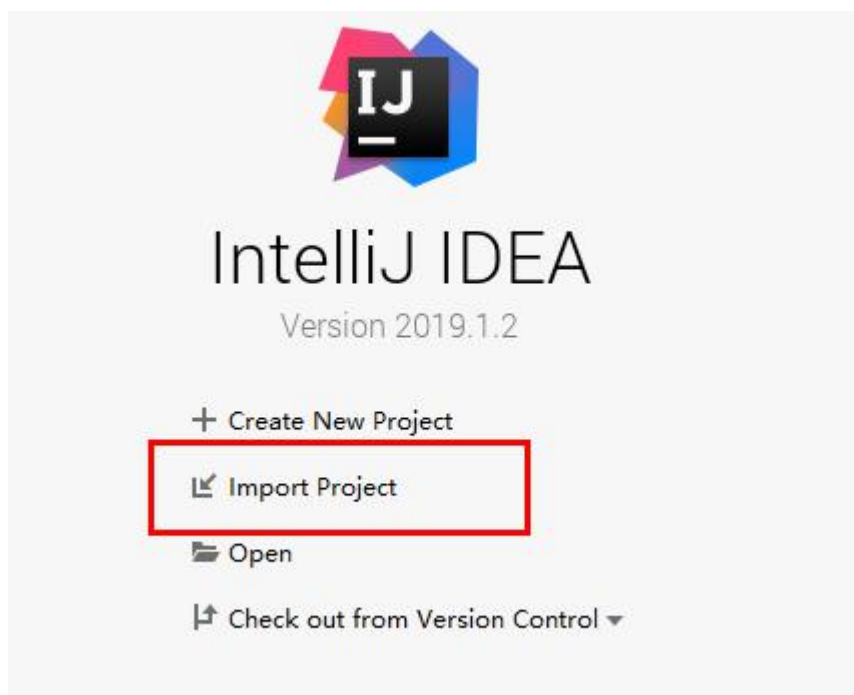 IJ
IntelliJ IDEA
Version 2019.1.2
Create New Project
Import Project
Open
Check out from Version Control